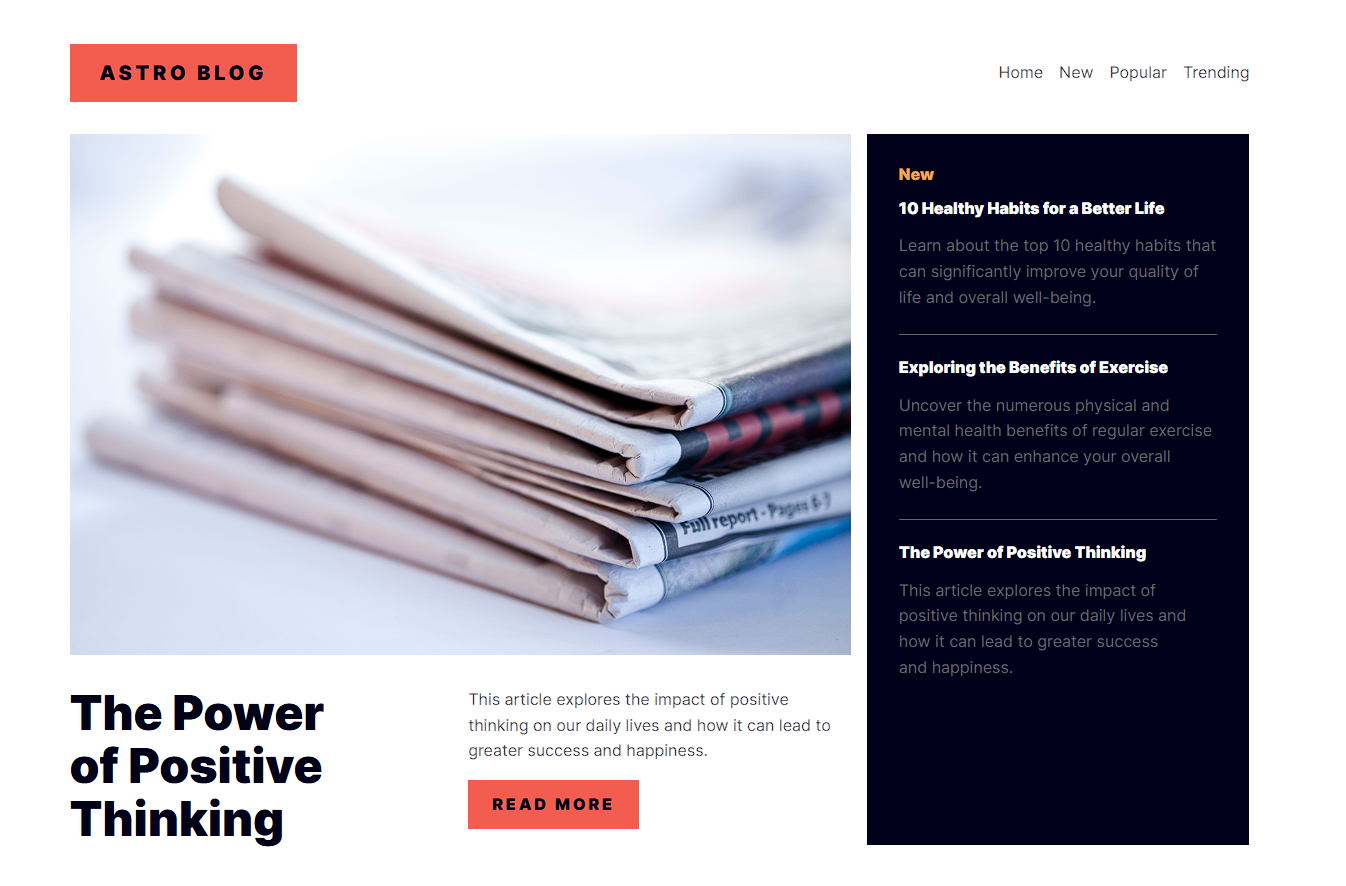 ASTRO BLOG
Home New Popular Trending
Full report - Pages 6-7
The Power
of Positive
Thinking
This article explores the impact of positive
thinking on our daily lives and how it can lead to
greater success and happiness.
READ MORE
New
10 Healthy Habits for a Better Life
Learn about the top 10 healthy habits that
can significantly improve your quality of
life and overall well-being.
Exploring the Benefits of Exercise
Uncover the numerous physical and
mental health benefits of regular exercise
and how it can enhance your overall
well-being.
The Power of Positive Thinking
This article explores the impact of
positive thinking on our daily lives and
how it can lead to greater success
and happiness.